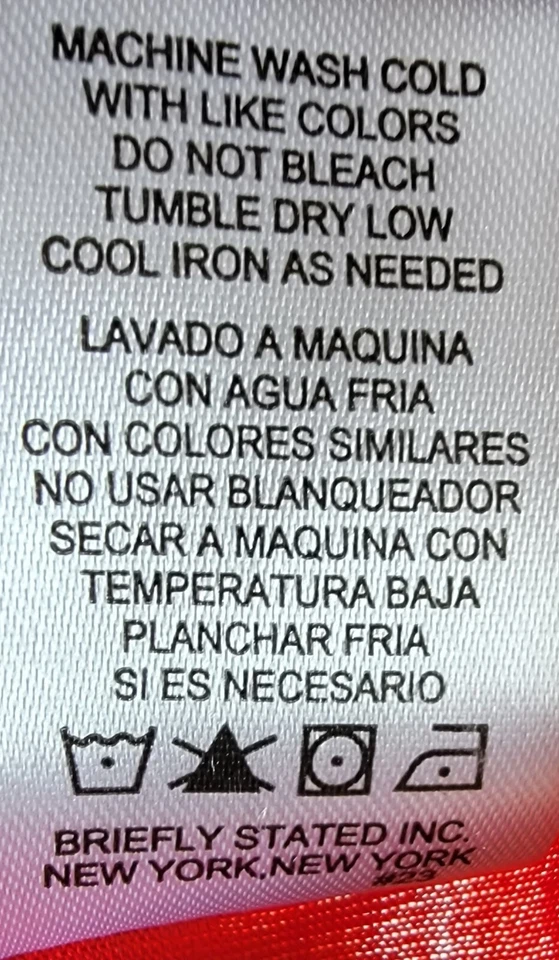 MACHINE WASH COLD
WITH LIKE COLORS
DO NOT BLEACH
TUMBLE DRY LOW
COOL IRON AS NEEDED
LAVADO A MAQUINA
CON AGUA FRIA
CON COLORES SIMILARES
NO USAR BLANQUEADOR
SECAR A MAQUINA CON
TEMPERATURA BAJA
PLANCHAR FRIA
SI ES NECESARIO
BRIEFLY STATED INC.
NEW YORK,NEW YORK